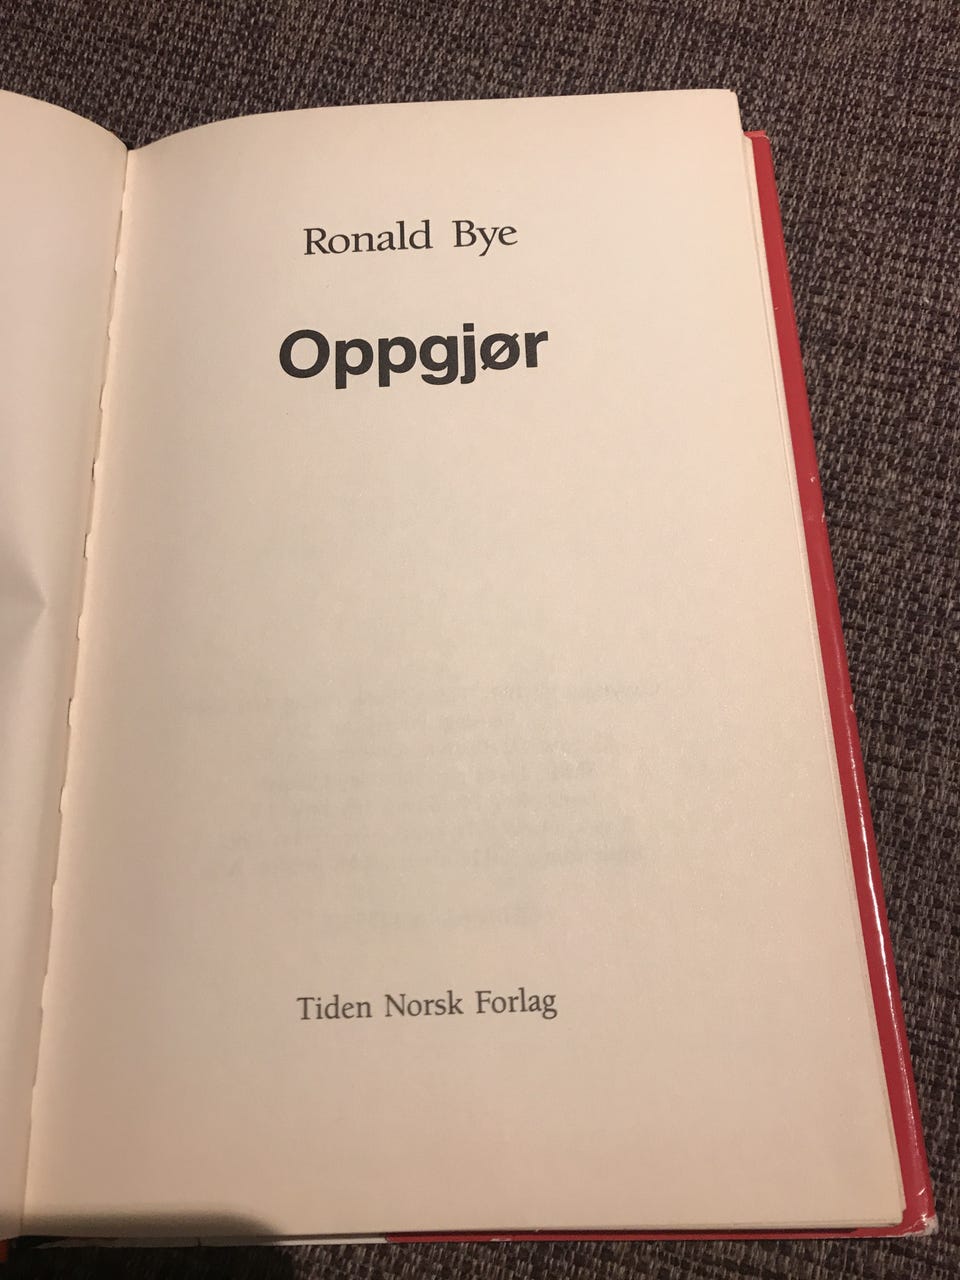 Ronald Bye
Oppgjør
Tiden Norsk Forlag